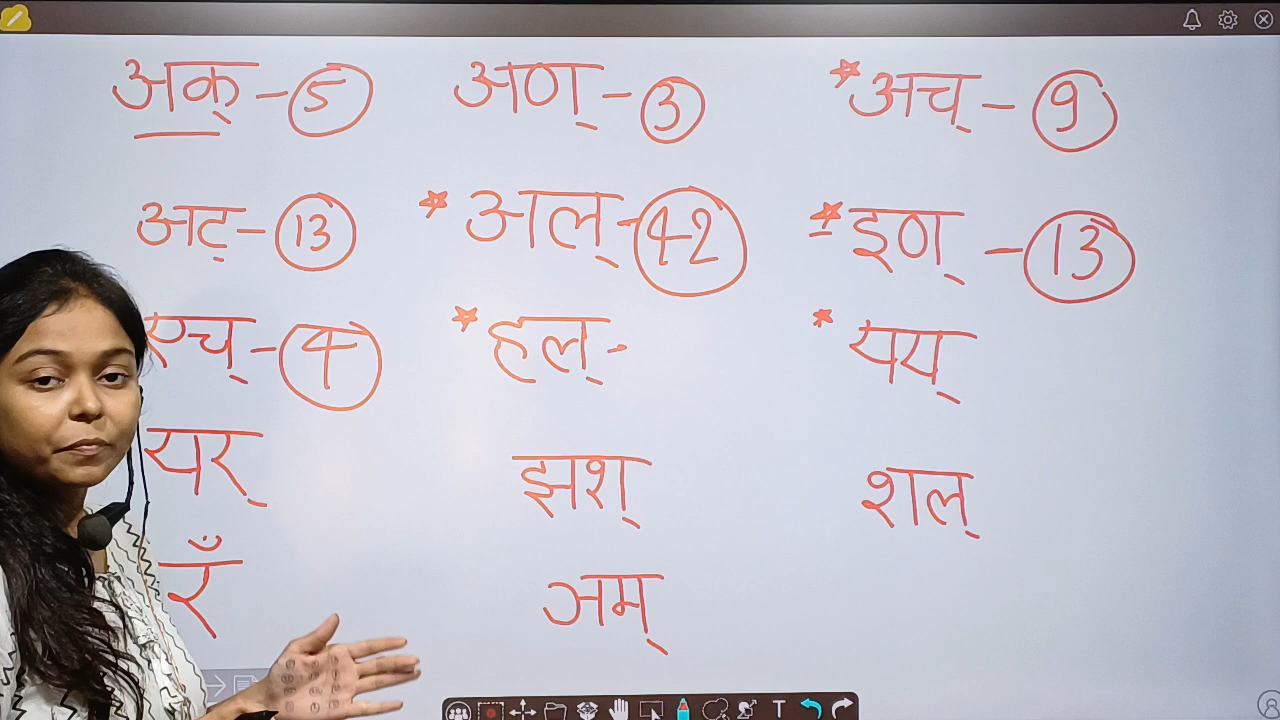 अक् - 5 अण् - 3 *अच् - 9
अट् - 13 *अल् - 42 *इण् - 13
एच् - 4 *हल् - *यय्
यर् झश् शल्
रँ ञम्
T